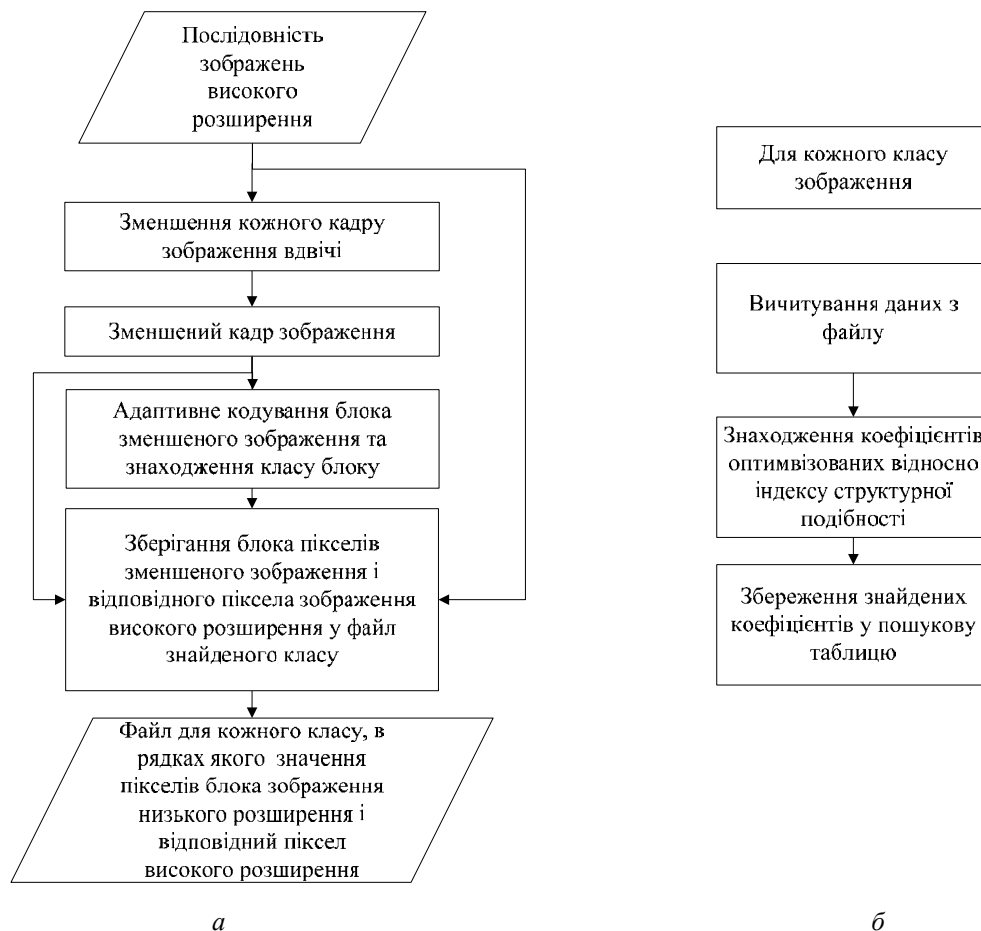 Послідовність
зображень
високого
розширення
Зменшення кожного кадру
зображення вдвічі
Зменшений кадр зображення
Адаптивне кодування блока
зменшеного зображення та
знаходження класу блоку
Зберігання блока пікселів
зменшеного зображення і
відповідного піксела зображення
високого розширення у файл
знайденого класу
Файл для кожного класу, в
рядках якого значення
пікселів блока зображення
низького розширення і
відповідний піксел
високого розширення
а
Для кожного класу
зображення
Вичитування даних з
файлу
Знаходження коефіцієнтів
оптимвізованих відносно
індексу структурної
подібності
Збереження знайдених
коефіцієнтів у пошукову
таблицю
б